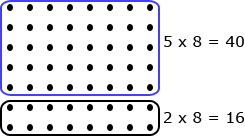 5 x 8 = 40
2 x 8 = 16